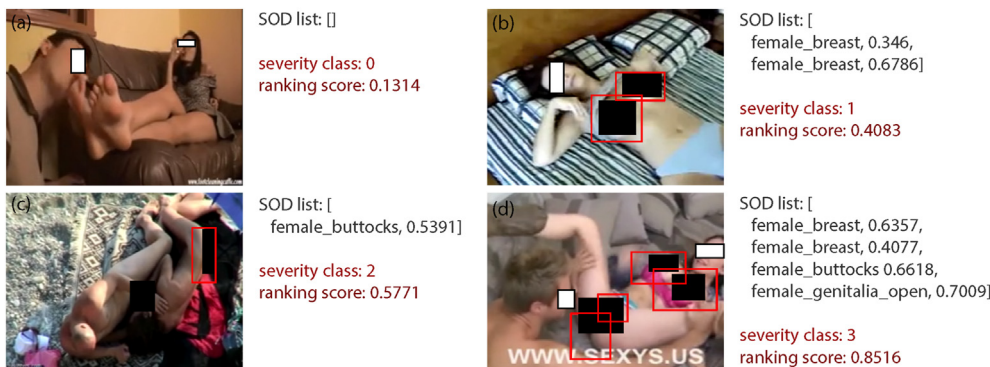 (a)
SOD list: []
severity class: 0
ranking score: 0.1314
(b)
SOD list: [
female_breast, 0.346,
female_breast, 0.6786]
severity class: 1
ranking score: 0.4083
(c)
SOD list: [
female_buttocks, 0.5391]
severity class: 2
ranking score: 0.5771
(d)
WWW.SEXYS.US
SOD list: [
female_breast, 0.6357,
female_breast, 0.4077,
female_buttocks 0.6618,
female_genitalia_open, 0.7009]
severity class: 3
ranking score: 0.8516